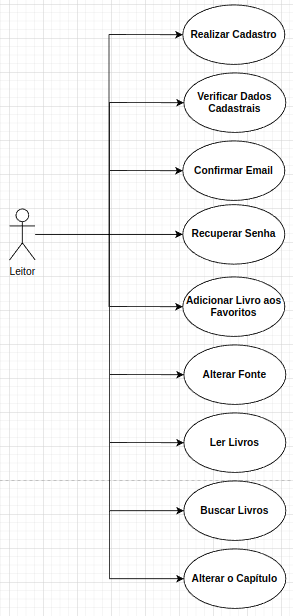 Realizar Cadastro
Verificar Dados
Cadastrais
Confirmar Email
Recuperar Senha
Leitor
Adicionar Livro aos
Favoritos
Alterar Fonte
Ler Livros
Buscar Livros
Alterar o Capítulo